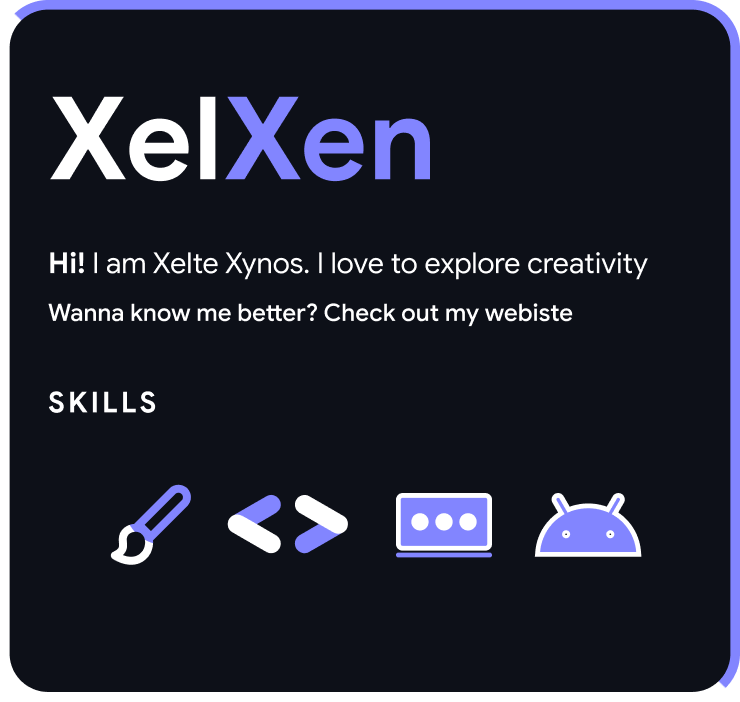 XelXen
Hi! I am Xelte Xynos. I love to explore creativity
Wanna know me better? Check out my webiste
SKILLS